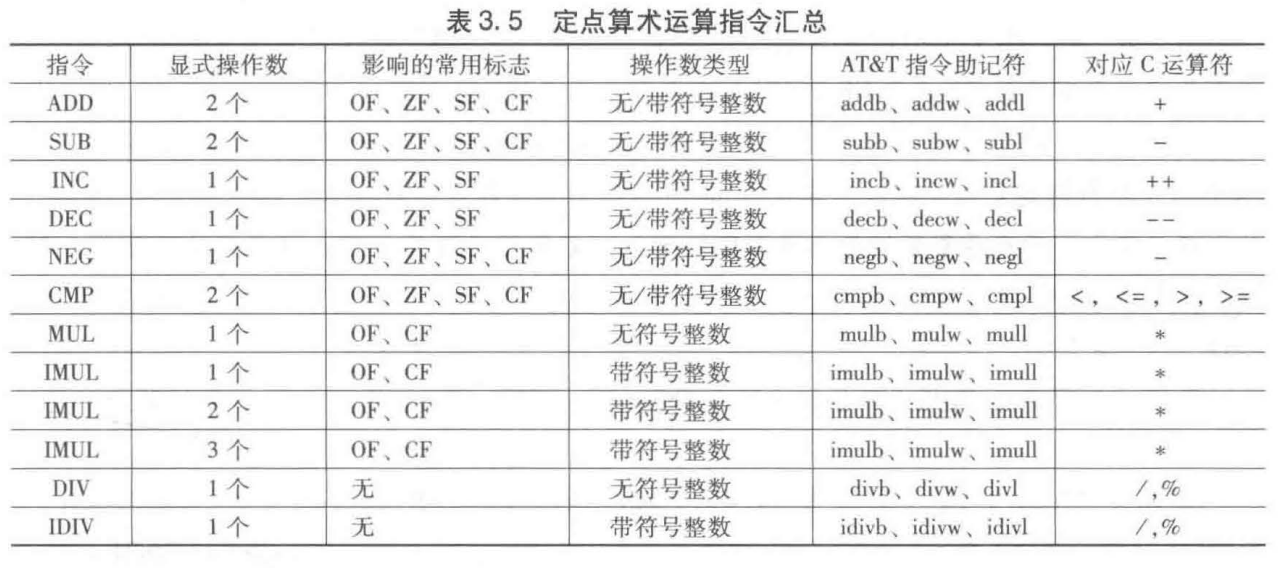 表3.5 定点算术运算指令汇总
指令 显式操作数 影响的常用标志 操作数类型 AT&T 指令助记符 对应 C 运算符
ADD 2 个 OF、ZF、SF、CF 无/带符号整数 addb、addw、addl +
SUB 2 个 OF、ZF、SF、CF 无/带符号整数 subb、subw、subl -
INC 1 个 OF、ZF、SF 无/带符号整数 incb、incw、incl ++
DEC 1 个 OF、ZF、SF 无/带符号整数 decb、decw、decl --
NEG 1 个 OF、ZF、SF、CF 无/带符号整数 negb、negw、negl -
CMP 2 个 OF、ZF、SF、CF 无/带符号整数 cmpb、cmpw、cmpl <, <=, >, >=
MUL 1 个 OF、CF 无符号整数 mulb、mulw、mull *
IMUL 1 个 OF、CF 带符号整数 imulb、imulw、imull *
IMUL 2 个 OF、CF 带符号整数 imulb、imulw、imull *
IMUL 3 个 OF、CF 带符号整数 imulb、imulw、imull *
DIV 1 个 无 无符号整数 divb、divw、divl /,%
IDIV 1 个 无 带符号整数 idivb、idivw、idivl /,%